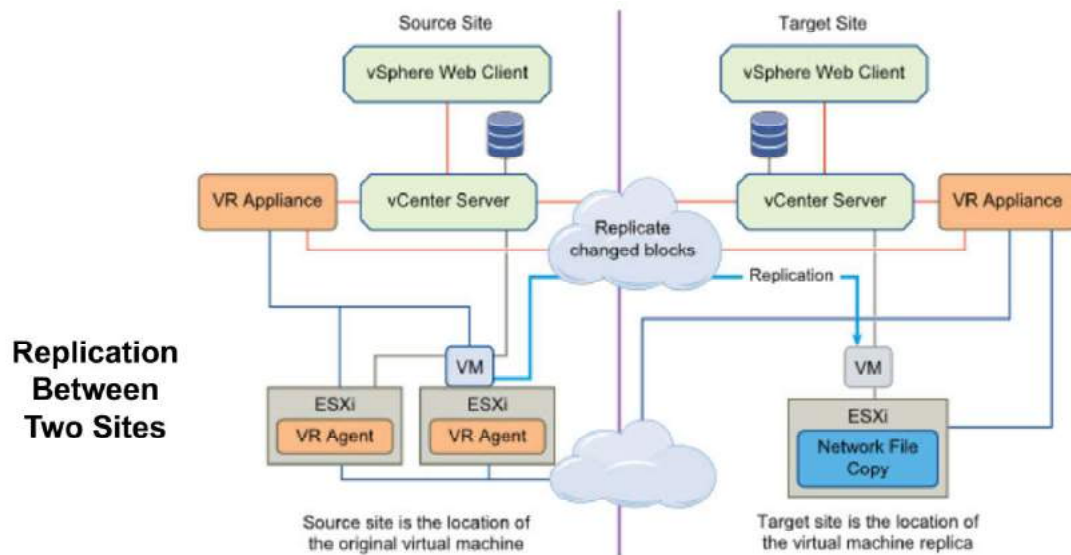 Source Site
Target Site
vSphere Web Client
vSphere Web Client
VR Appliance
vCenter Server
vCenter Server
VR Appliance
Replicate
changed blocks
Replication
Replication
Between
Two Sites
VM
VM
ESXi
ESXi
ESXi
VR Agent
VR Agent
Network File
Copy
Source site is the location of
the original virtual machine
Target site is the location of
the virtual machine replica